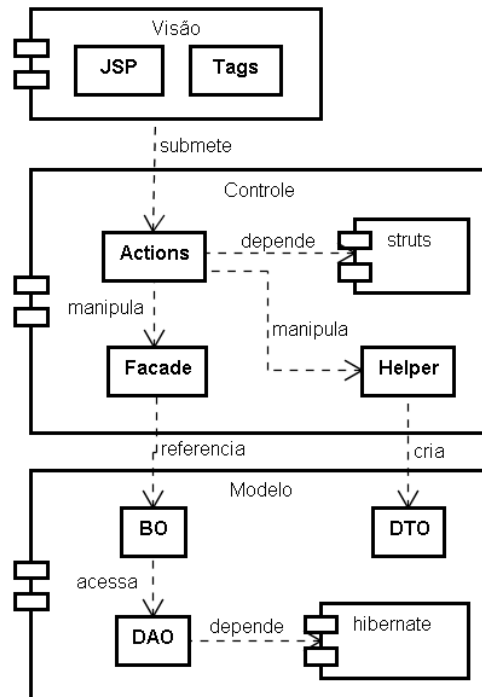 Visão
JSP Tags
submete
Controle
Actions depende struts
manipula manipula
Facade Helper
referencia cria
Modelo
BO DTO
acessa
DAO depende hibernate